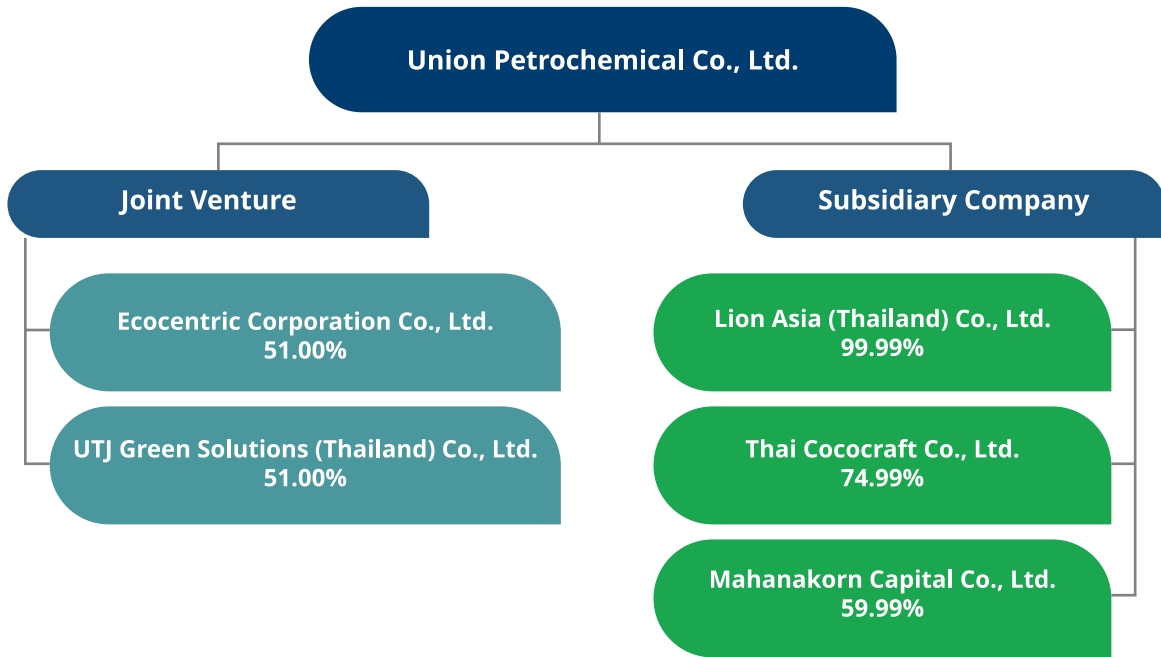 Union Petrochemical Co., Ltd.
Joint Venture
Ecocentric Corporation Co., Ltd.
51.00%
UTJ Green Solutions (Thailand) Co., Ltd.
51.00%
Subsidiary Company
Lion Asia (Thailand) Co., Ltd.
99.99%
Thai Cococraft Co., Ltd.
74.99%
Mahanakorn Capital Co., Ltd.
59.99%